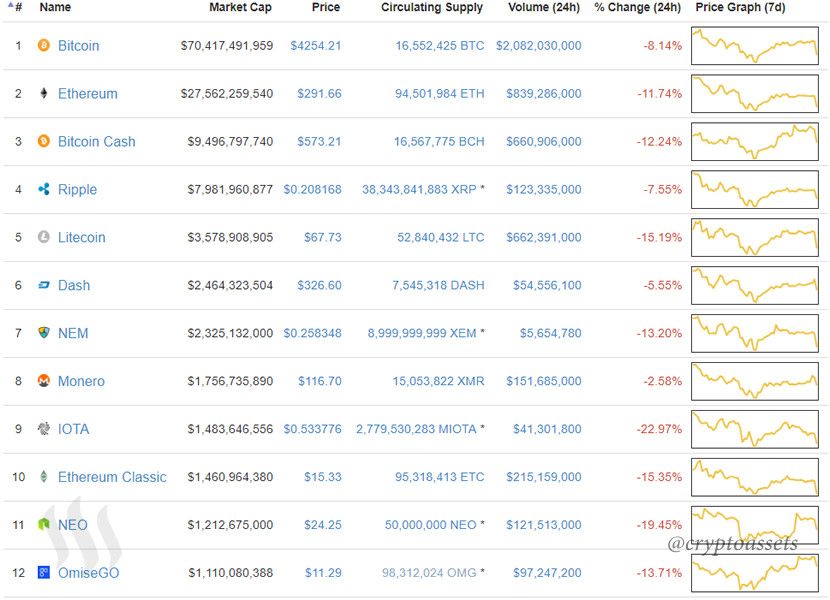 # Name Market Cap Price Circulating Supply Volume (24h) % Change (24h) Price Graph (7d)
1 Bitcoin $70,417,491,959 $4254.21 16,552,425 BTC $2,082,030,000 -8.14%
2 Ethereum $27,562,259,540 $291.66 94,501,984 ETH $839,286,000 -11.74%
3 Bitcoin Cash $9,496,797,740 $573.21 16,567,775 BCH $660,906,000 -12.24%
4 Ripple $7,981,960,877 $0.208168 38,343,841,883 XRP * $123,335,000 -7.55%
5 Litecoin $3,578,908,905 $67.73 52,840,432 LTC $662,391,000 -15.19%
6 Dash $2,464,323,504 $326.60 7,545,318 DASH $54,556,100 -5.55%
7 NEM $2,325,132,000 $0.258348 8,999,999,999 XEM * $5,654,780 -13.20%
8 Monero $1,756,735,890 $116.70 15,053,822 XMR $151,685,000 -2.58%
9 IOTA $1,483,646,556 $0.533776 2,779,530,283 MIOTA * $41,301,800 -22.97%
10 Ethereum Classic $1,460,964,380 $15.33 95,318,413 ETC $215,159,000 -15.35%
11 NEO $1,212,675,000 $24.25 50,000,000 NEO * $121,513,000 -19.45%
@cryptoassets
12 OmiseGO $1,110,080,388 $11.29 98,312,024 OMG * $97,247,200 -13.71%